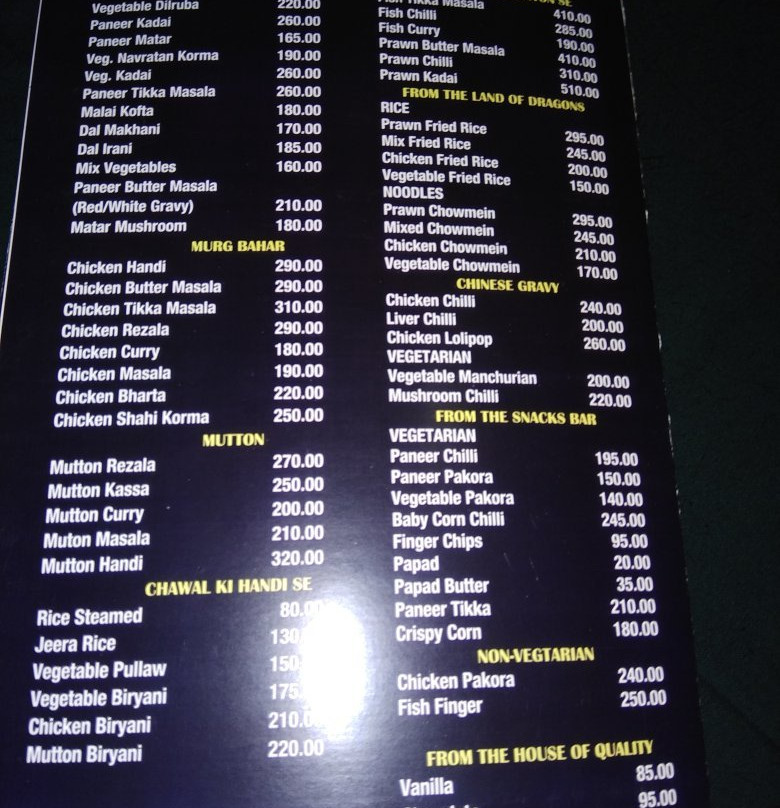 Vegetable Dilruba 220.00
Paneer Kadai 260.00
Paneer Matar 165.00
Veg. Navratan Korma 190.00
Veg. Kadai 260.00
Paneer Tikka Masala 260.00
Malai Kofta 180.00
Dal Makhani 170.00
Dal Irani 185.00
Mix Vegetables 160.00
Paneer Butter Masala
(Red/White Gravy) 210.00
Matar Mushroom 180.00
MURG BAHAR
Chicken Handi 290.00
Chicken Butter Masala 290.00
Chicken Tikka Masala 310.00
Chicken Rezala 290.00
Chicken Curry 180.00
Chicken Masala 190.00
Chicken Bharta 220.00
Chicken Shahi Korma 250.00
MUTTON
Mutton Rezala 270.00
Mutton Kassa 250.00
Mutton Curry 200.00
Muton Masala 210.00
Mutton Handi 320.00
CHAWAL KI HANDI SE
Rice Steamed 80.00
Jeera Rice 130
Vegetable Pullaw 150
Vegetable Biryani 175.
Chicken Biryani 210.0
Mutton Biryani 220.00
SE
Tikka Masala 410.00
Fish Chilli 285.00
Fish Curry 190.00
Prawn Butter Masala 410.00
Prawn Chilli 310.00
Prawn Kadai 510.00
FROM THE LAND OF DRAGONS
RICE
Prawn Fried Rice 295.00
Mix Fried Rice 245.00
Chicken Fried Rice 200.00
Vegetable Fried Rice 150.00
NOODLES
Prawn Chowmein 295.00
Mixed Chowmein 245.00
Chicken Chowmein 210.00
Vegetable Chowmein 170.00
CHINESE GRAVY
Chicken Chilli 240.00
Liver Chilli 200.00
Chicken Lolipop 260.00
VEGETARIAN
Vegetable Manchurian 200.00
Mushroom Chilli 220.00
FROM THE SNACKS BAR
VEGETARIAN
Paneer Chilli 195.00
Paneer Pakora 150.00
Vegetable Pakora 140.00
Baby Corn Chilli 245.00
Finger Chips 95.00
Papad 20.00
Papad Butter 35.00
Paneer Tikka 210.00
Crispy Corn 180.00
NON-VEGTARIAN
Chicken Pakora 240.00
Fish Finger 250.00
FROM THE HOUSE OF QUALITY
Vanilla 85.00
95.00